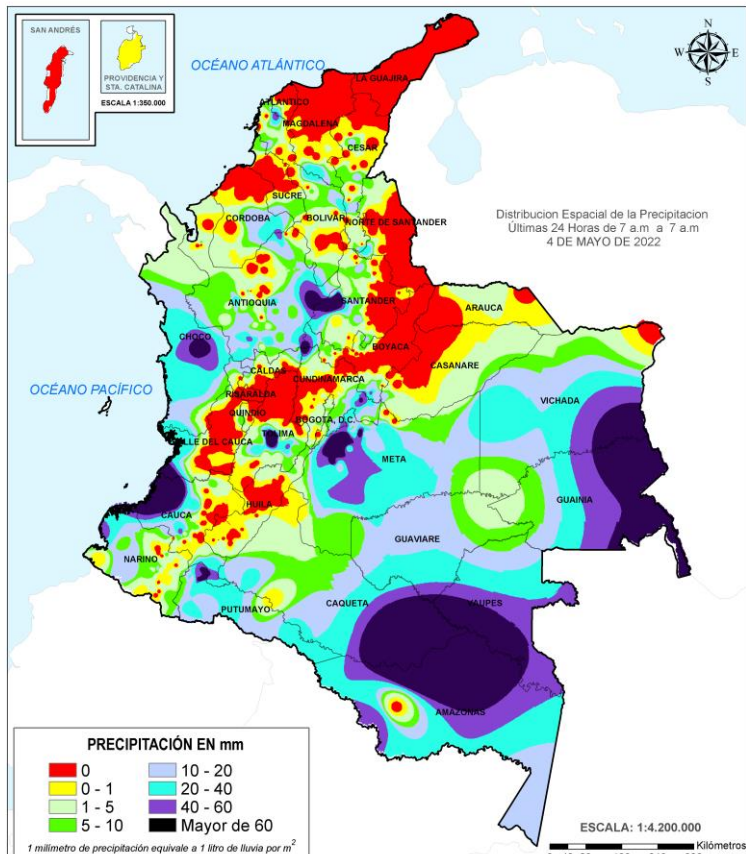 SAN ANDRÉS
PROVIDENCIA Y
STA. CATALINA
ESCALA 1:350.000
OCÉANO ATLÁNTICO
N
W E
S
LA GUAJIRA
ATLANTICO
MAGDALENA
CESAR
SUCRE
CORDOBA
BOLIVAR
NORTE DE SANTANDER
Distribucion Espacial de la Precipitacion
Últimas 24 Horas de 7 a.m a 7 a.m
4 DE MAYO DE 2022
ANTIOQUIA
SANTANDER
ARAUCA
CHOCO
BOYACA
CASANARE
CALDAS
CUNDINAMARCA
RISARALDA
OCÉANO PACÍFICO
QUINDIO
BOGOTA, D.C.
VICHADA
TOLIMA
VALLE DEL CAUCA
META
GUAINIA
HUILA
CAUCA
GUAVIARE
NARIÑO
CAQUETA
VAUPES
PUTUMAYO
AMAZONAS
PRECIPITACIÓN EN mm
0
0 - 1
1 - 5
5 - 10
10 - 20
20 - 40
40 - 60
Mayor de 60
1 milímetro de precipitación equivale a 1 litro de lluvia por m²
ESCALA: 1:4.200.000
Kilómetros